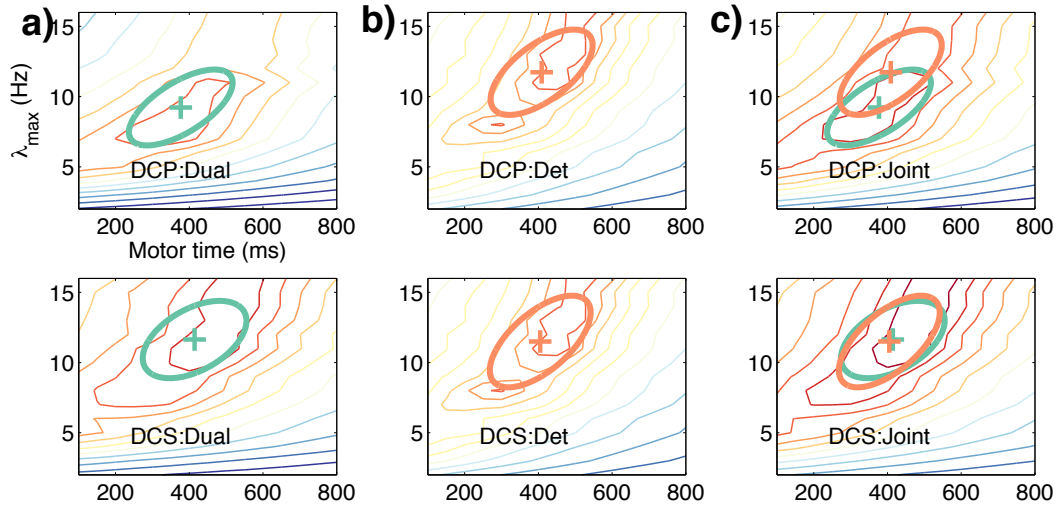 a) b) c)
15 15 15
10 10 10
5 5 5
λmax (Hz)
DCP:Dual DCP:Det DCP:Joint
200 400 600 800 200 400 600 800 200 400 600 800
Motor time (ms)
15 15 15
10 10 10
5 5 5
DCS:Dual DCS:Det DCS:Joint
200 400 600 800 200 400 600 800 200 400 600 800